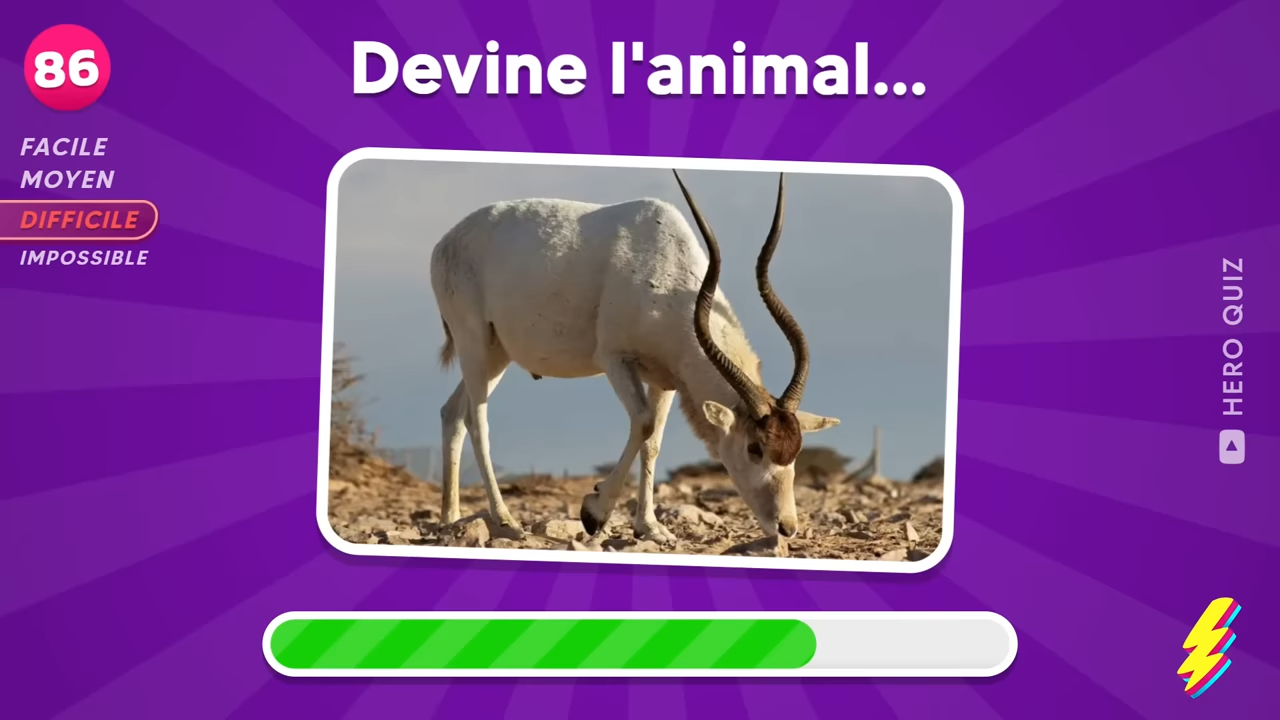 86
Devine l'animal...
FACILE
MOYEN
DIFFICILE
IMPOSSIBLE
HERO QUIZ